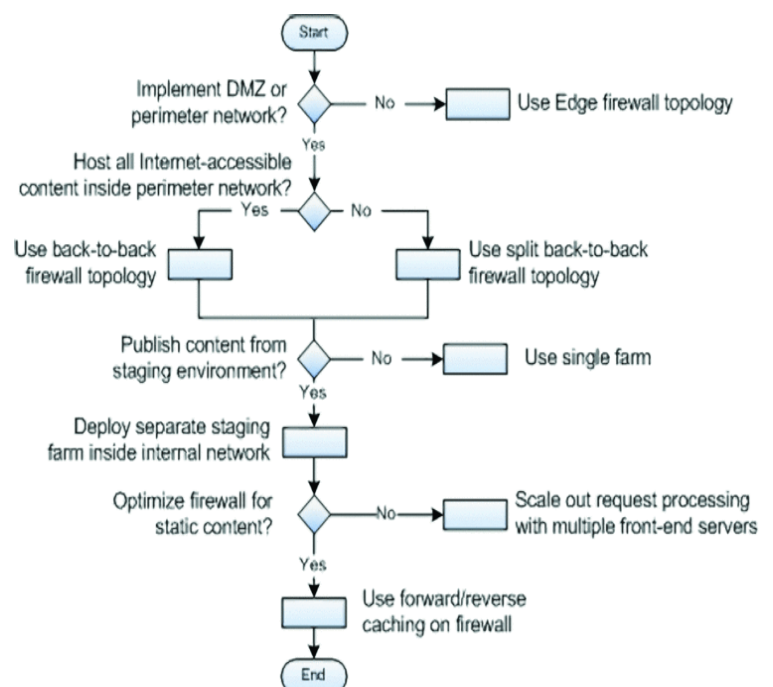 Start
Implement DMZ or
perimeter network?
No
Use Edge firewall topology
Yes
Host all Internet-accessible
content inside perimeter network?
Yes
No
Use back-to-back
firewall topology
Use split back-to-back
firewall topology
Publish content from
staging environment?
No
Use single farm
Yes
Deploy separate staging
farm inside internal network
Optimize firewall for
static content?
No
Scale out request processing
with multiple front-end servers
Yes
Use forward/reverse
caching on firewall
End